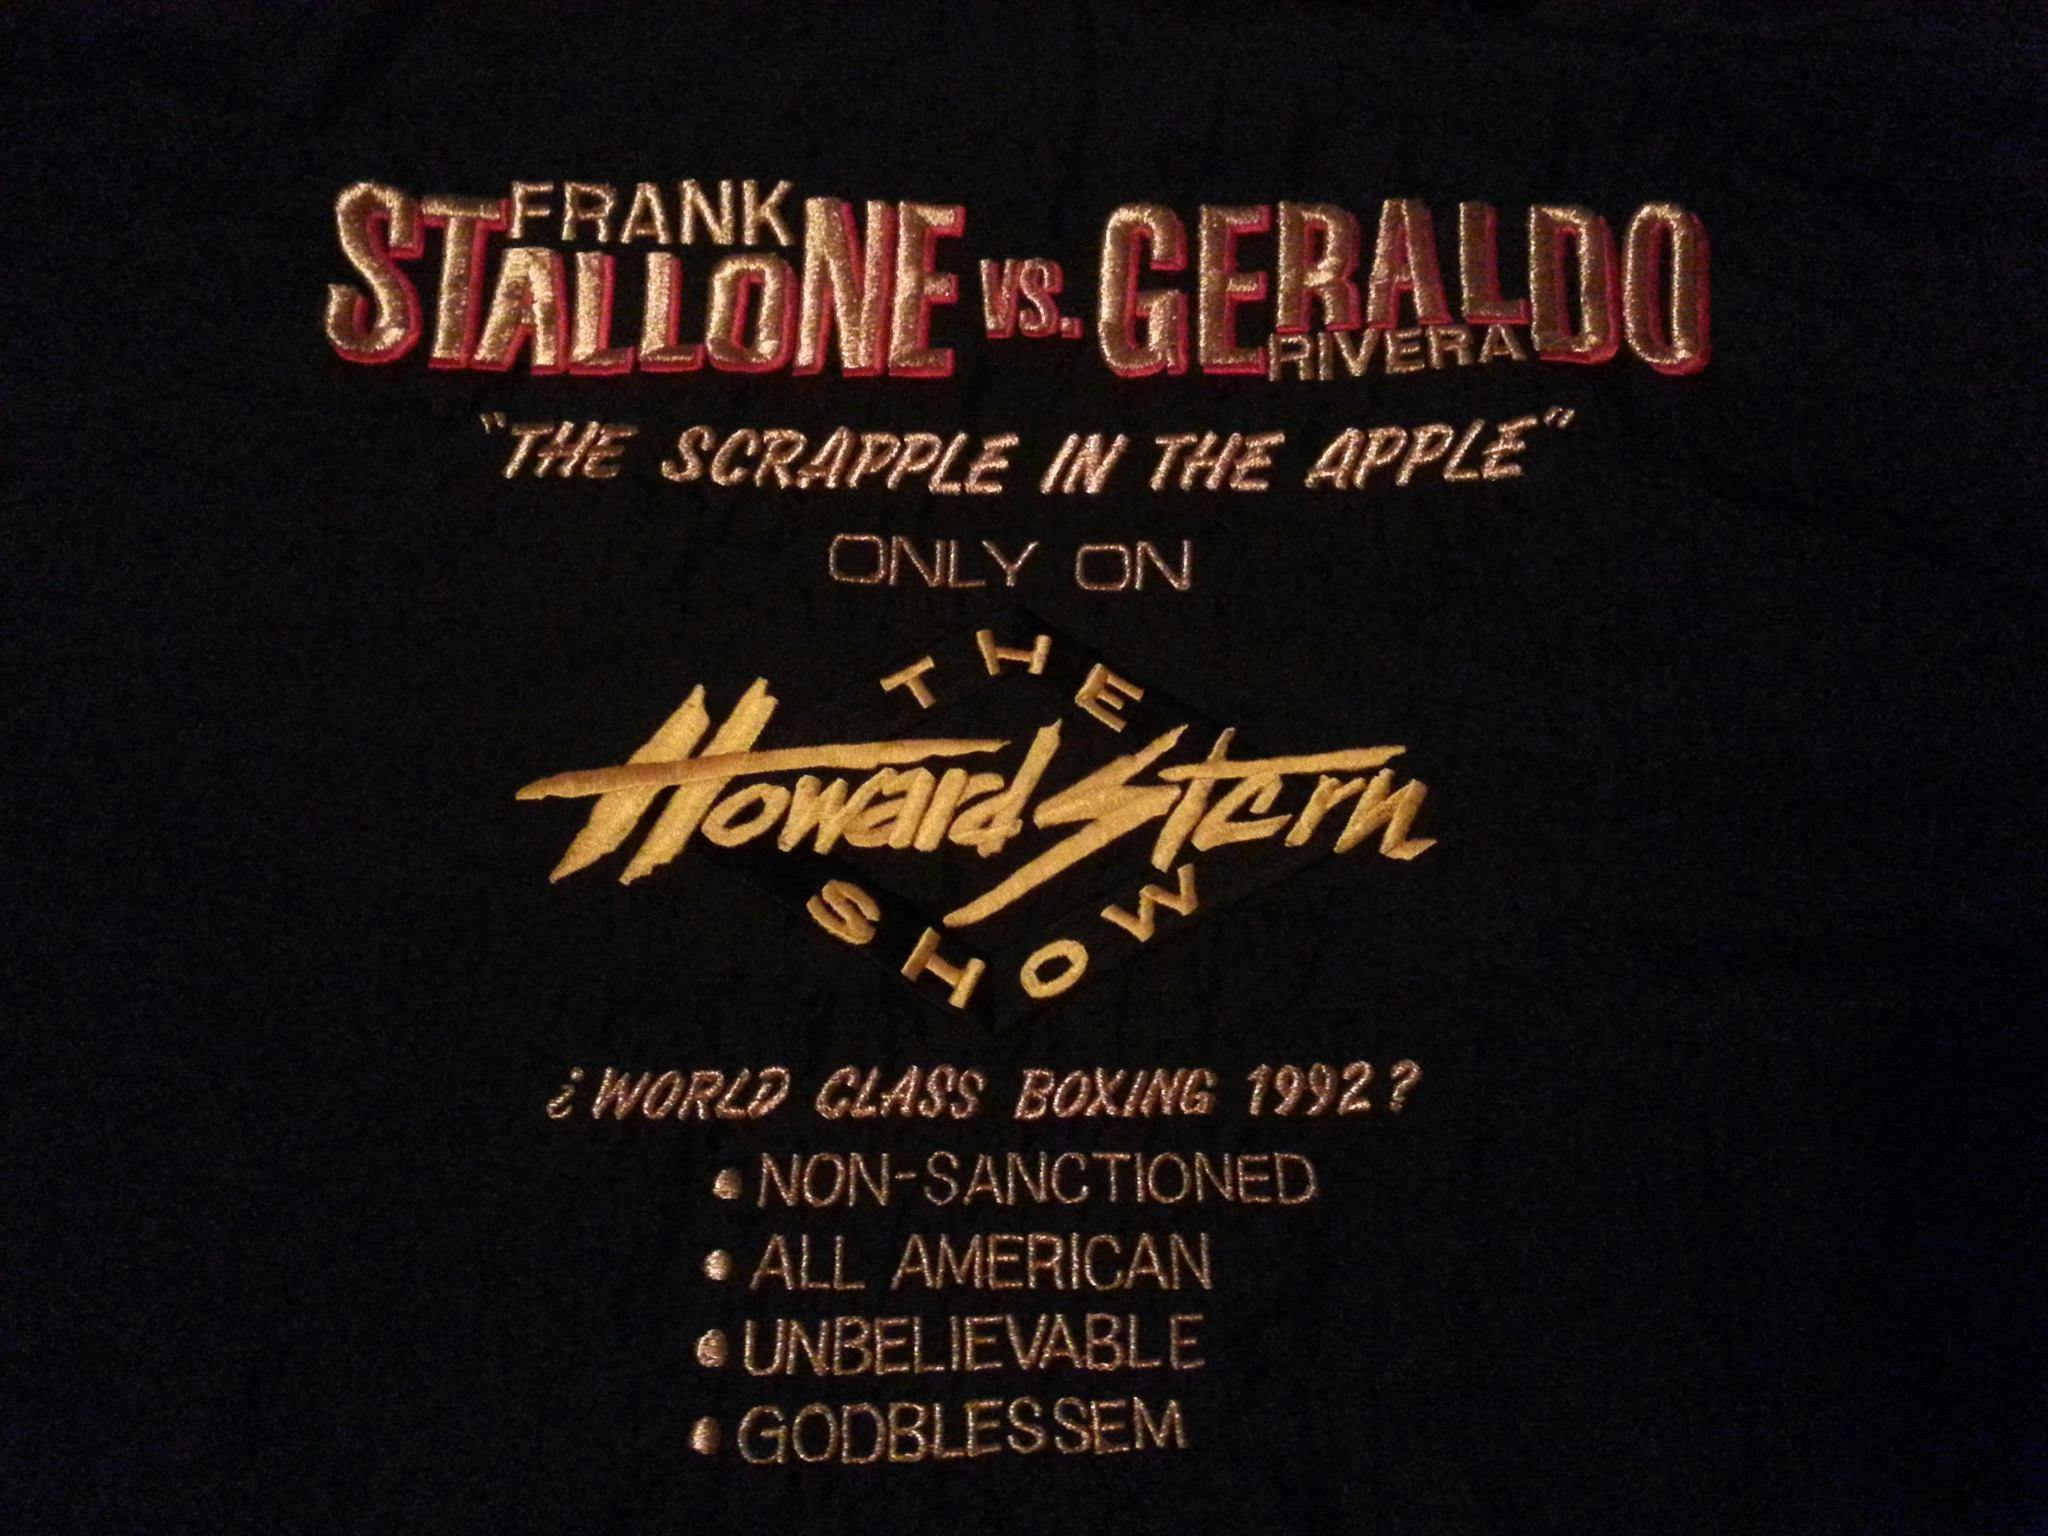 FRANK
STALLONE VS. GERALDO
RIVERA
"THE SCRAPPLE IN THE APPLE"
ONLY ON
THE
Howard Stern
SHOW
¿WORLD CLASS BOXING 1992?
• NON-SANCTIONED
• ALL AMERICAN
• UNBELIEVABLE
• GODBLESSEM